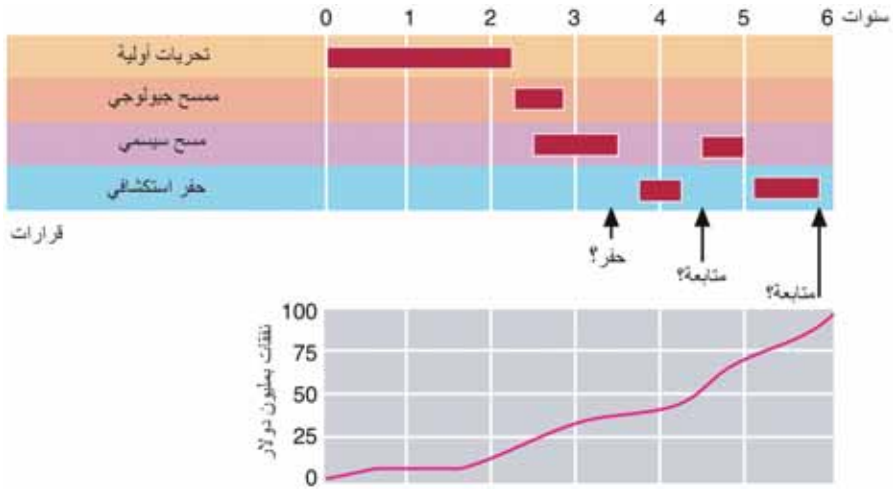 0 1 2 3 4 5 6 سنوات
تحريات أولية
ممسح جيولوجي
مسح سيسمي
حفر استكشافي
قرارات
حفر؟
متابعة؟
متابعة؟
نفقات بمليون دولار
100
75
50
25
0